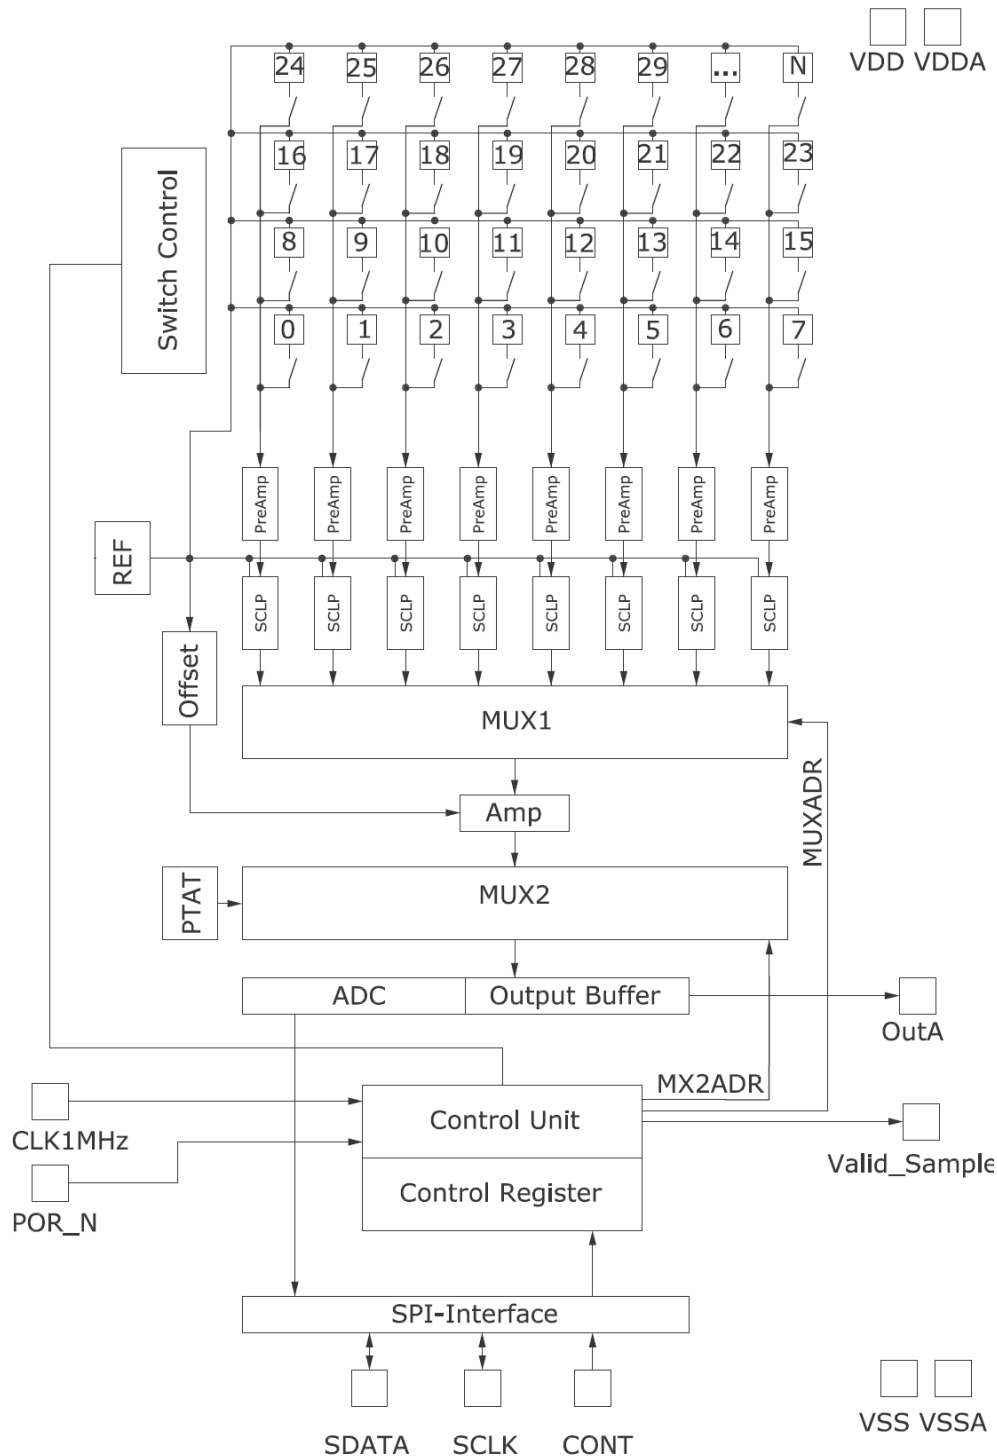 VDD VDDA
24 25 26 27 28 29 ... N
16 17 18 19 20 21 22 23
8 9 10 11 12 13 14 15
0 1 2 3 4 5 6 7
Switch Control
PreAmp PreAmp PreAmp PreAmp PreAmp PreAmp PreAmp PreAmp
REF
SCLP SCLP SCLP SCLP SCLP SCLP SCLP SCLP
Offset
MUX1
Amp
MUXADR
PTAT
MUX2
ADC
Output Buffer
OutA
MX2ADR
CLK1MHz
Control Unit
Valid_Sample
POR_N
Control Register
SPI-Interface
SDATA SCLK CONT
VSS VSSA